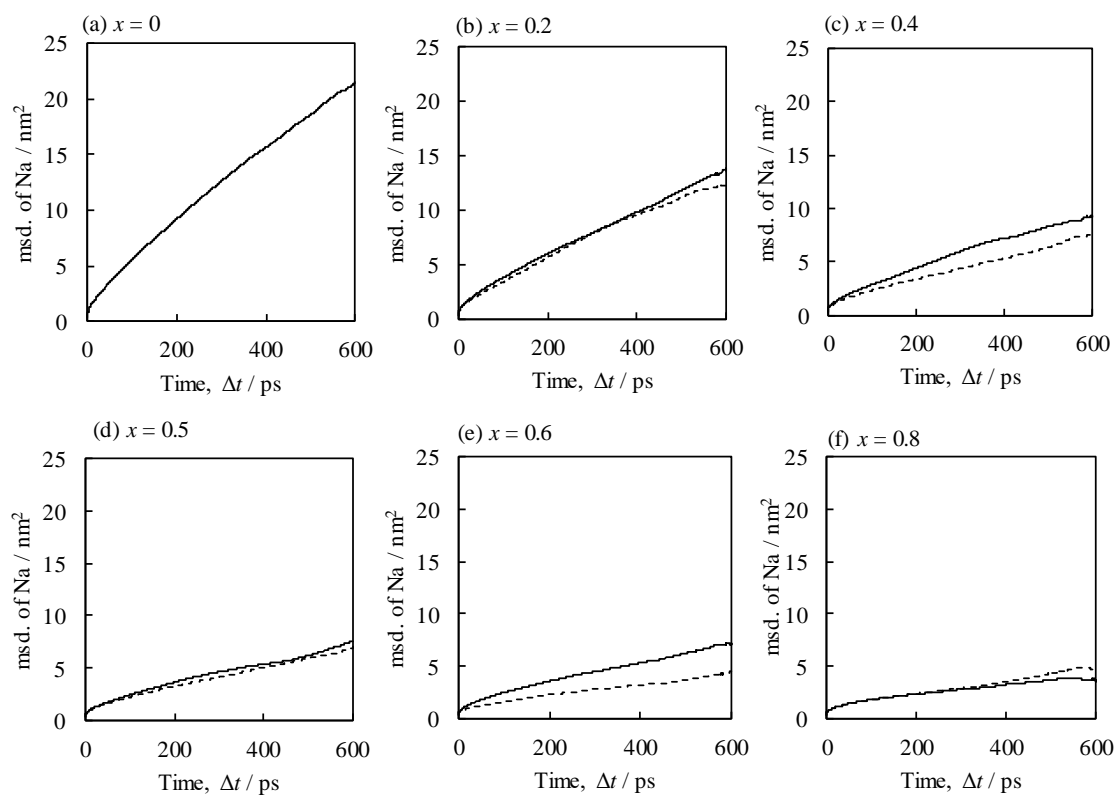 (a) x = 0
25
20
15
10
5
0
msd. of Na / nm²
0 200 400 600
Time, Δt / ps
(b) x = 0.2
25
20
15
10
5
0
msd. of Na / nm²
0 200 400 600
Time, Δt / ps
(c) x = 0.4
25
20
15
10
5
0
msd. of Na / nm²
0 200 400 600
Time, Δt / ps
(d) x = 0.5
25
20
15
10
5
0
msd. of Na / nm²
0 200 400 600
Time, Δt / ps
(e) x = 0.6
25
20
15
10
5
0
msd. of Na / nm²
0 200 400 600
Time, Δt / ps
(f) x = 0.8
25
20
15
10
5
0
msd. of Na / nm²
0 200 400 600
Time, Δt / ps